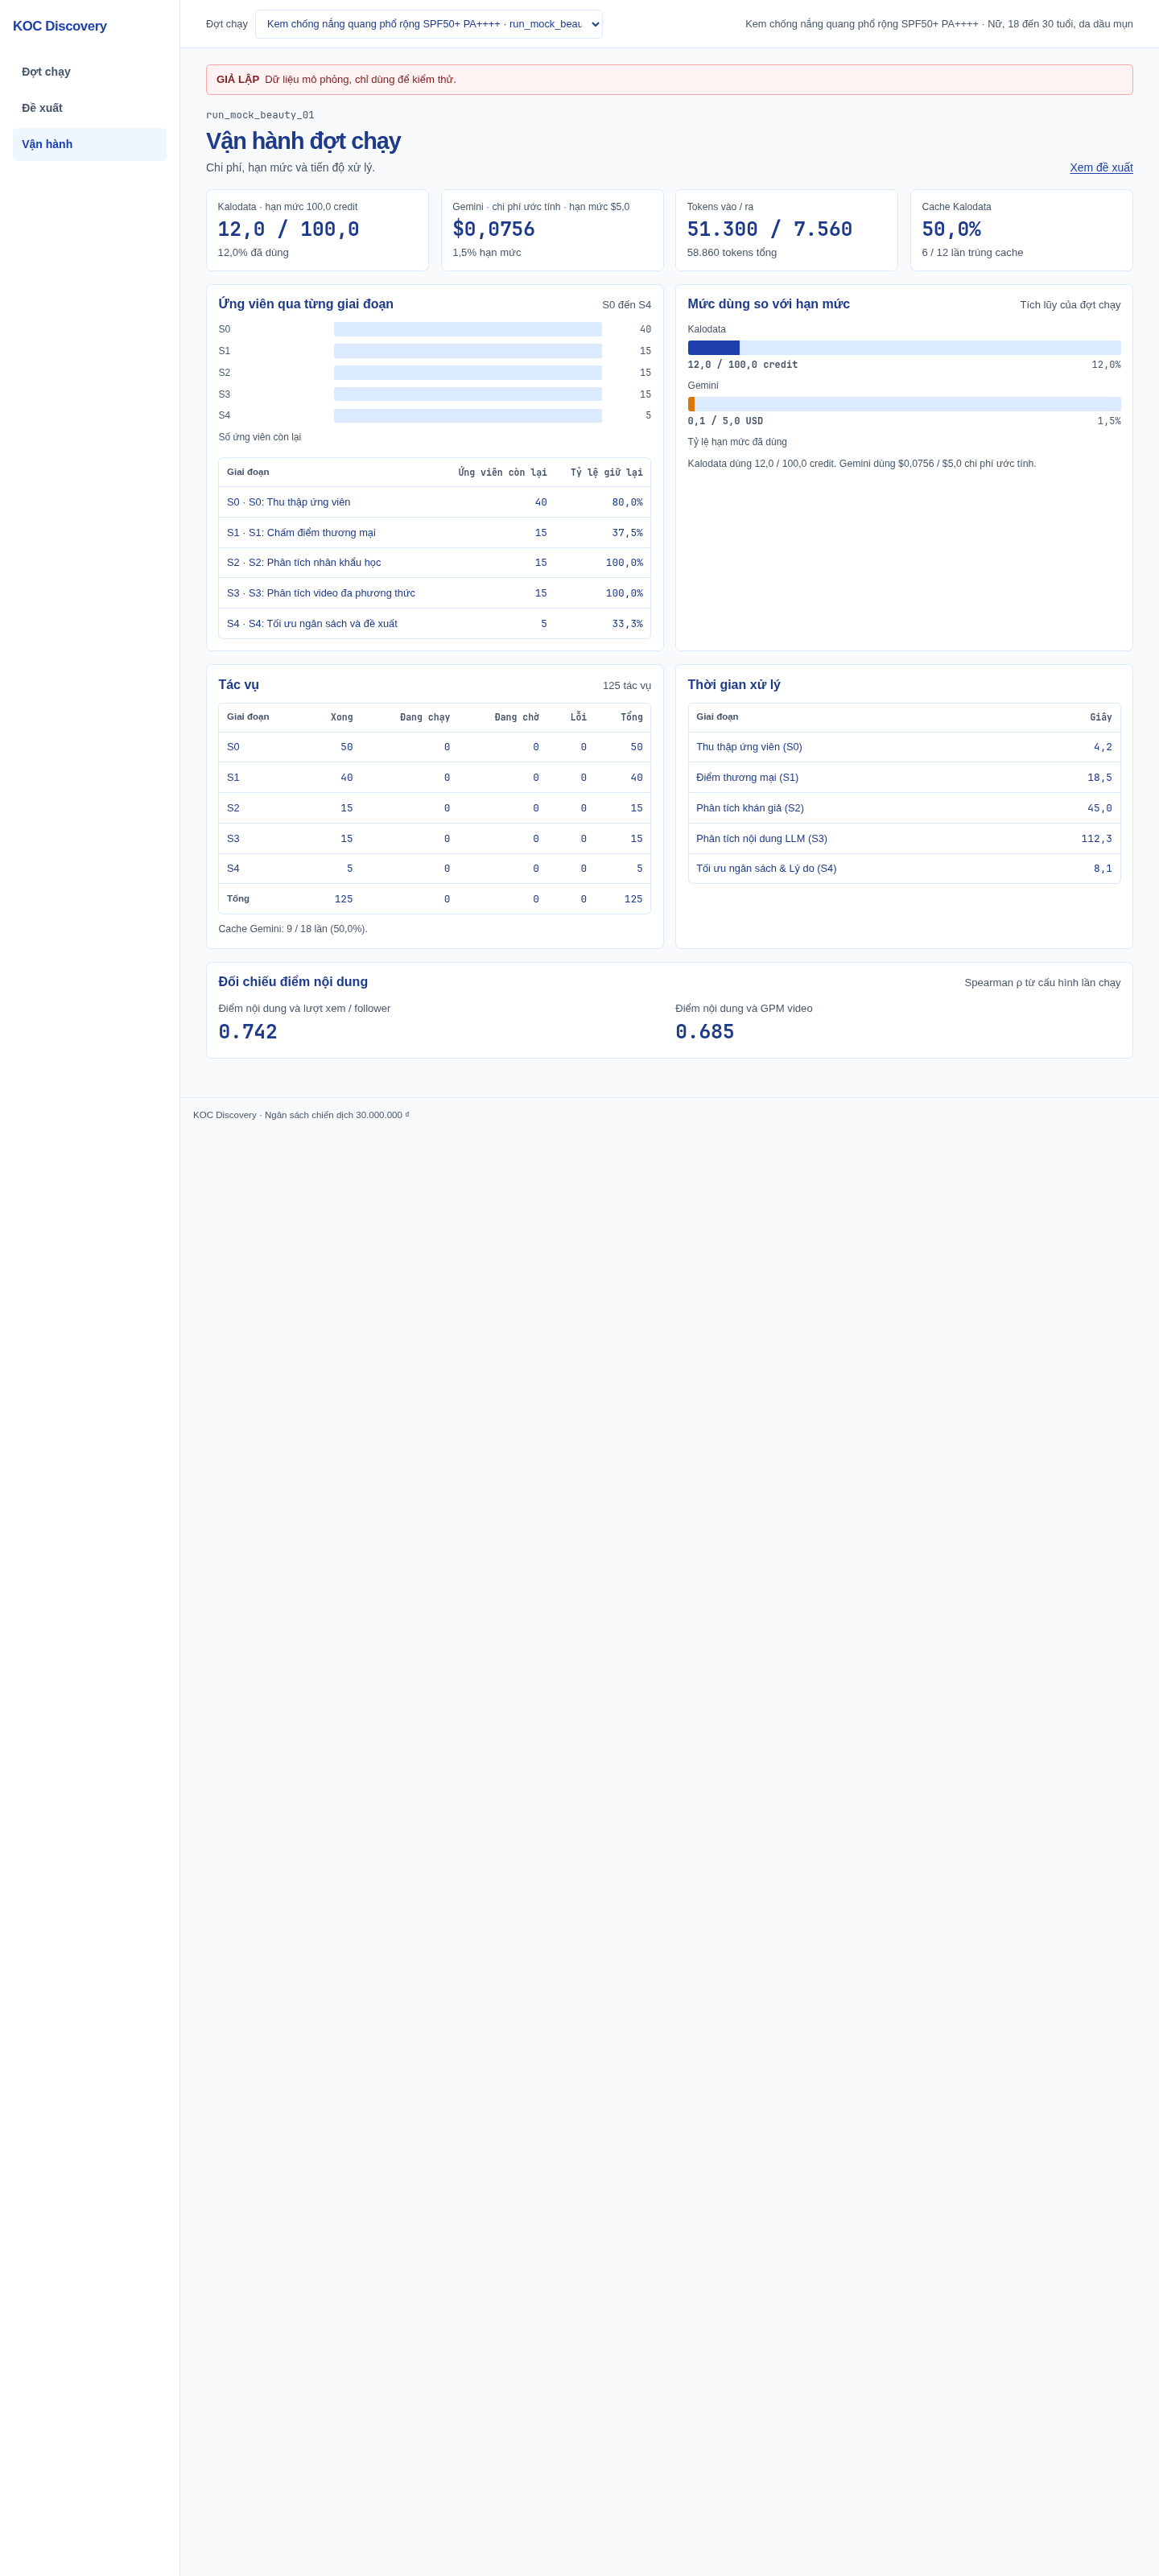 KOC Discovery
Đợt chạy
Đề xuất
Vận hành
Đợt chạy Kem chống nắng quang phổ rộng SPF50+ PA++++ · run_mock_beau
Kem chống nắng quang phổ rộng SPF50+ PA++++ · Nữ, 18 đến 30 tuổi, da dầu mụn
GIẢ LẬP Dữ liệu mô phỏng, chỉ dùng để kiểm thử.
run_mock_beauty_01
Vận hành đợt chạy
Chi phí, hạn mức và tiến độ xử lý.
Xem đề xuất
Kalodata · hạn mức 100,0 credit
12,0 / 100,0
12,0% đã dùng
Gemini · chi phí ước tính · hạn mức $5,0
$0,0756
1,5% hạn mức
Tokens vào / ra
51.300 / 7.560
58.860 tokens tổng
Cache Kalodata
50,0%
6 / 12 lần trúng cache
Ứng viên qua từng giai đoạn
S0 đến S4
S0 40
S1 15
S2 15
S3 15
S4 5
Số ứng viên còn lại
Giai đoạn Ứng viên còn lại Tỷ lệ giữ lại
S0 · S0: Thu thập ứng viên 40 80,0%
S1 · S1: Chấm điểm thương mại 15 37,5%
S2 · S2: Phân tích nhân khẩu học 15 100,0%
S3 · S3: Phân tích video đa phương thức 15 100,0%
S4 · S4: Tối ưu ngân sách và đề xuất 5 33,3%
Mức dùng so với hạn mức
Tích lũy của đợt chạy
Kalodata
12,0 / 100,0 credit 12,0%
Gemini
0,1 / 5,0 USD 1,5%
Tỷ lệ hạn mức đã dùng
Kalodata dùng 12,0 / 100,0 credit. Gemini dùng $0,0756 / $5,0 chi phí ước tính.
Tác vụ
125 tác vụ
Giai đoạn Xong Đang chạy Đang chờ Lỗi Tổng
S0 50 0 0 0 50
S1 40 0 0 0 40
S2 15 0 0 0 15
S3 15 0 0 0 15
S4 5 0 0 0 5
Tổng 125 0 0 0 125
Cache Gemini: 9 / 18 lần (50,0%).
Thời gian xử lý
Giai đoạn Giây
Thu thập ứng viên (S0) 4,2
Điểm thương mại (S1) 18,5
Phân tích khán giả (S2) 45,0
Phân tích nội dung LLM (S3) 112,3
Tối ưu ngân sách & Lý do (S4) 8,1
Đối chiếu điểm nội dung
Spearman ρ từ cấu hình lần chạy
Điểm nội dung và lượt xem / follower
0.742
Điểm nội dung và GPM video
0.685
KOC Discovery · Ngân sách chiến dịch 30.000.000 ₫